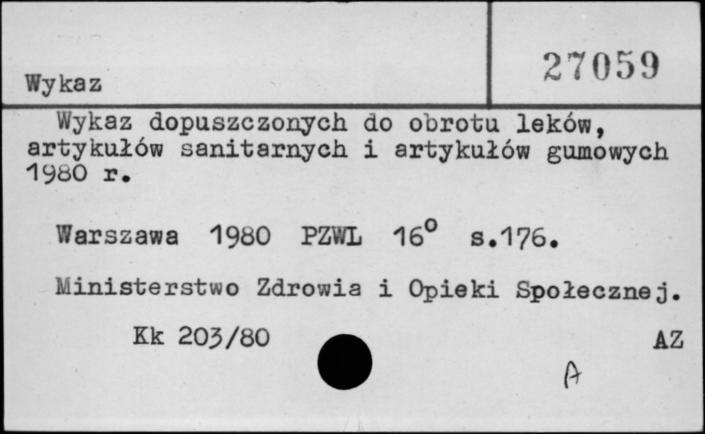 27059
Wykaz
Wykaz dopuszczonych do obrotu leków,
artykułów sanitarnych i artykułów gumowych
1980 r.
Warszawa 1980 PZWL 16° s.176.
Ministerstwo Zdrowia i Opieki Społecznej.
Kk 203/80 AZ
A